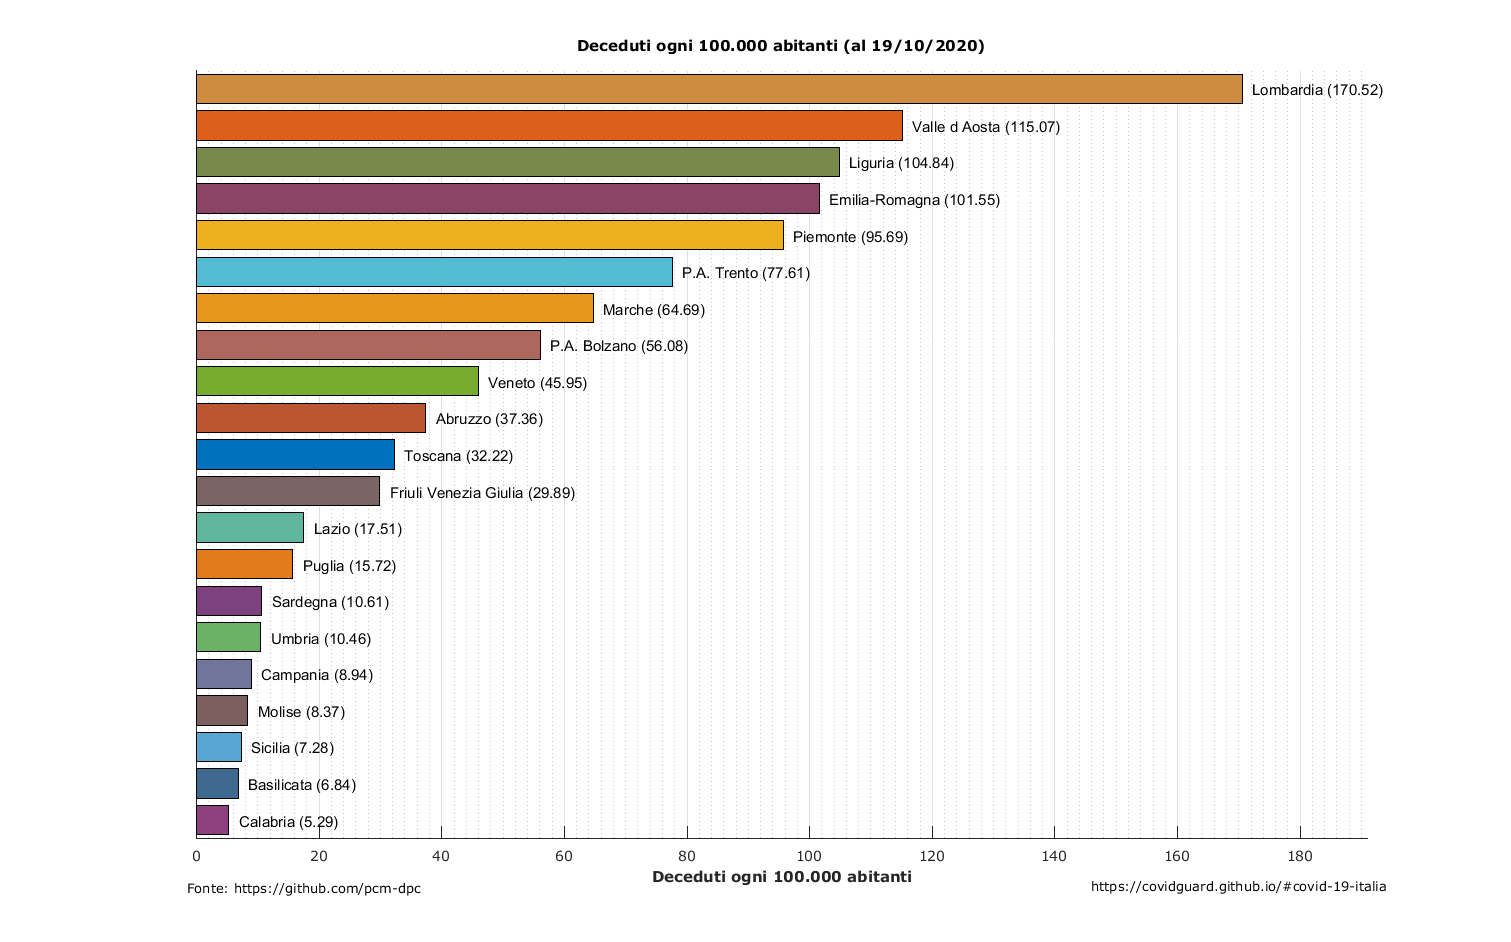 Deceduti ogni 100.000 abitanti (al 19/10/2020)
Lombardia (170.52)
Valle d Aosta (115.07)
Liguria (104.84)
Emilia-Romagna (101.55)
Piemonte (95.69)
P.A. Trento (77.61)
Marche (64.69)
P.A. Bolzano (56.08)
Veneto (45.95)
Abruzzo (37.36)
Toscana (32.22)
Friuli Venezia Giulia (29.89)
Lazio (17.51)
Puglia (15.72)
Sardegna (10.61)
Umbria (10.46)
Campania (8.94)
Molise (8.37)
Sicilia (7.28)
Basilicata (6.84)
Calabria (5.29)
0 20 40 60 80 100 120 140 160 180
Deceduti ogni 100.000 abitanti
Fonte: https://github.com/pcm-dpc
https://covidguard.github.io/#covid-19-italia